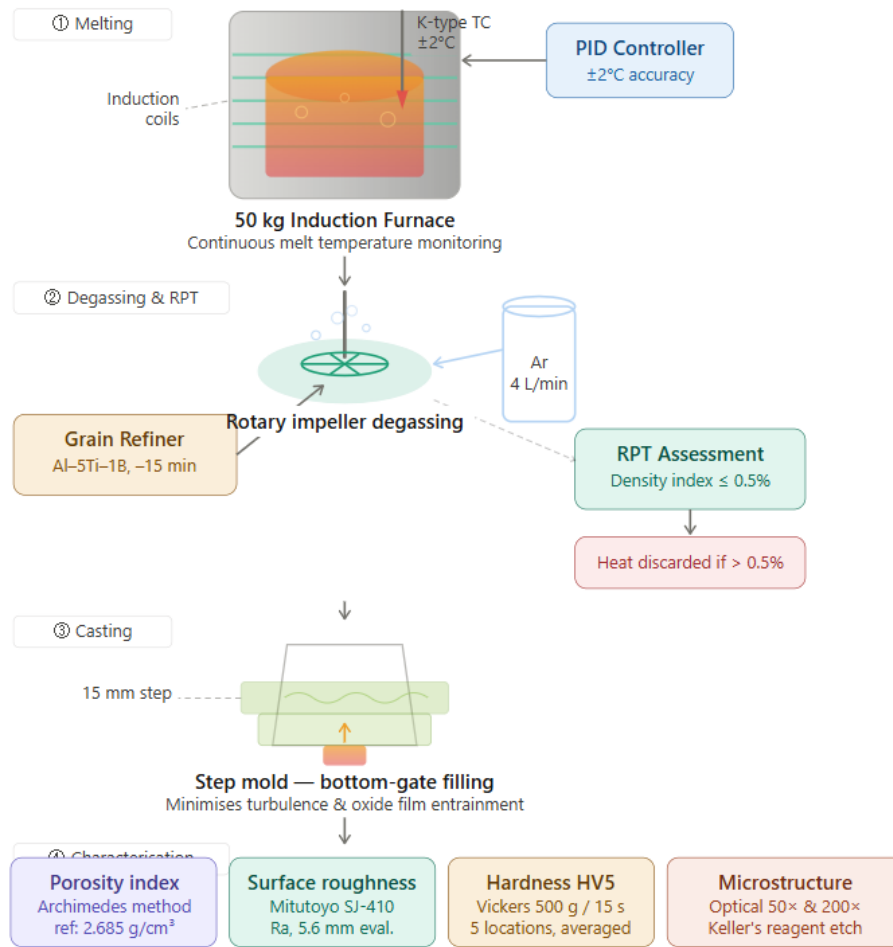 ① Melting
K-type TC
±2°C
PID Controller
±2°C accuracy
Induction
coils
50 kg Induction Furnace
Continuous melt temperature monitoring
② Degassing & RPT
Ar
4 L/min
Grain Refiner
Al–5Ti–1B, –15 min
Rotary impeller degassing
RPT Assessment
Density index ≤ 0.5%
Heat discarded if > 0.5%
③ Casting
15 mm step
Step mold — bottom-gate filling
Minimises turbulence & oxide film entrainment
④ Characterisation
Porosity index
Archimedes method
ref: 2.685 g/cm³
Surface roughness
Mitutoyo SJ-410
Ra, 5.6 mm eval.
Hardness HV5
Vickers 500 g / 15 s
5 locations, averaged
Microstructure
Optical 50× & 200×
Keller's reagent etch